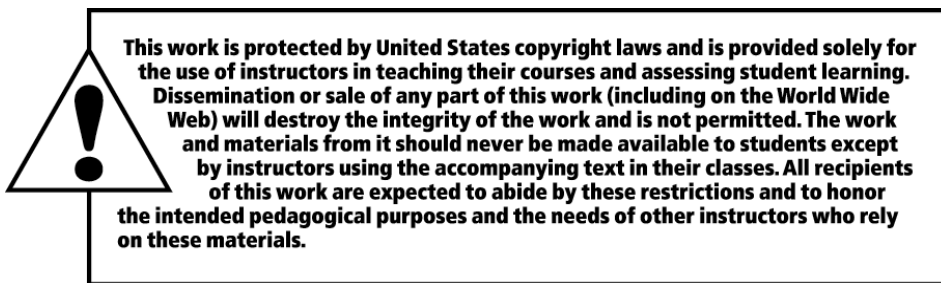 This work is protected by United States copyright laws and is provided solely for
the use of instructors in teaching their courses and assessing student learning.
Dissemination or sale of any part of this work (including on the World Wide
Web) will destroy the integrity of the work and is not permitted. The work
and materials from it should never be made available to students except
by instructors using the accompanying text in their classes. All recipients
of this work are expected to abide by these restrictions and to honor
the intended pedagogical purposes and the needs of other instructors who rely
on these materials.